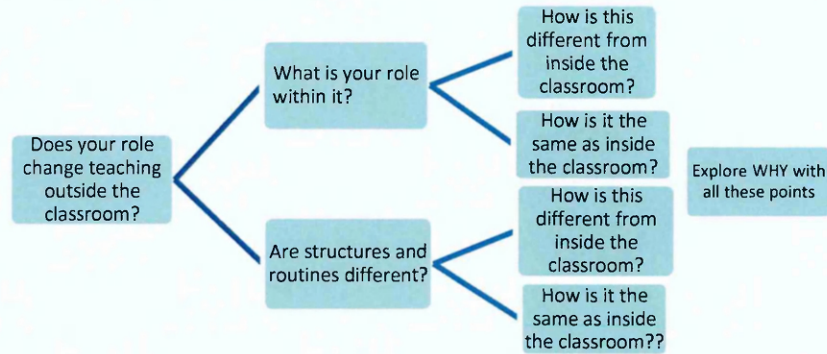 Does your role
change teaching
outside the
classroom?
What is your role
within it?
How is this
different from
inside the
classroom?
How is it the
same as inside
the classroom?
Are structures and
routines different?
How is this
different from
inside the
classroom?
How is it the
same as inside
the classroom??
Explore WHY with
all these points